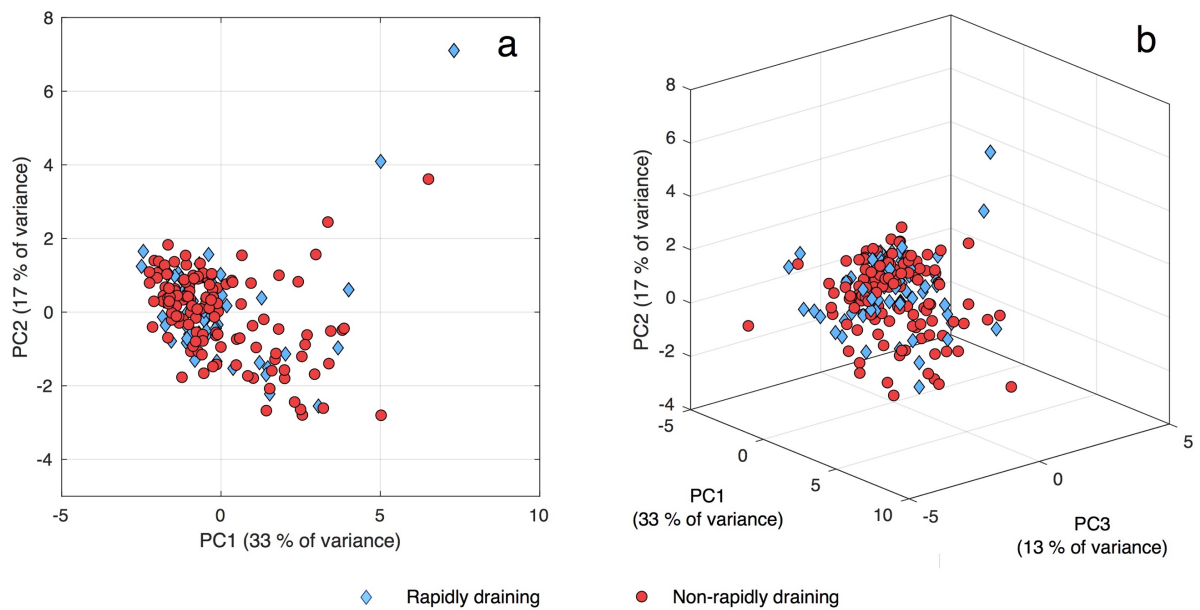 a
8
6
4
2
0
-2
-4
-5
0
5
10
PC2 (17 % of variance)
PC1 (33 % of variance)
b
8
6
4
2
0
-2
-4
-5
0
5
10
-5
0
5
PC2 (17 % of variance)
PC1
(33 % of variance)
PC3
(13 % of variance)
Rapidly draining
Non-rapidly draining